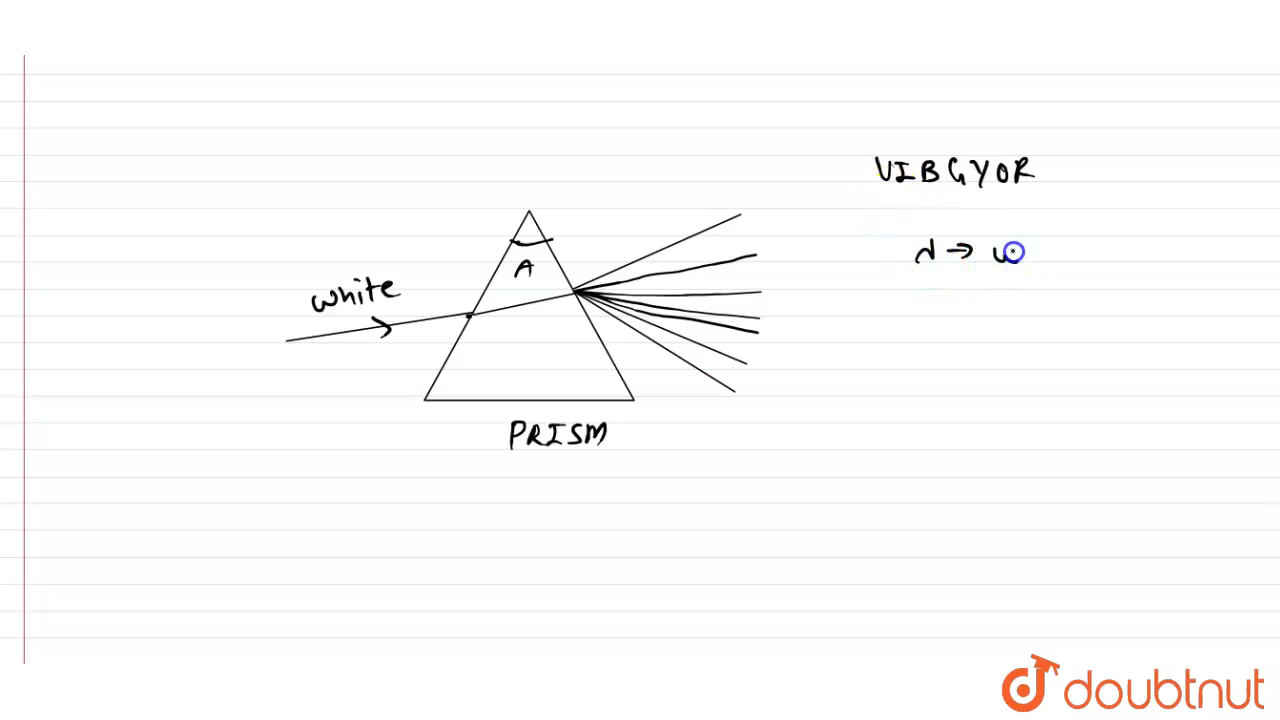 VIBGYOR
λ →
A
white
PRISM
doubtnut